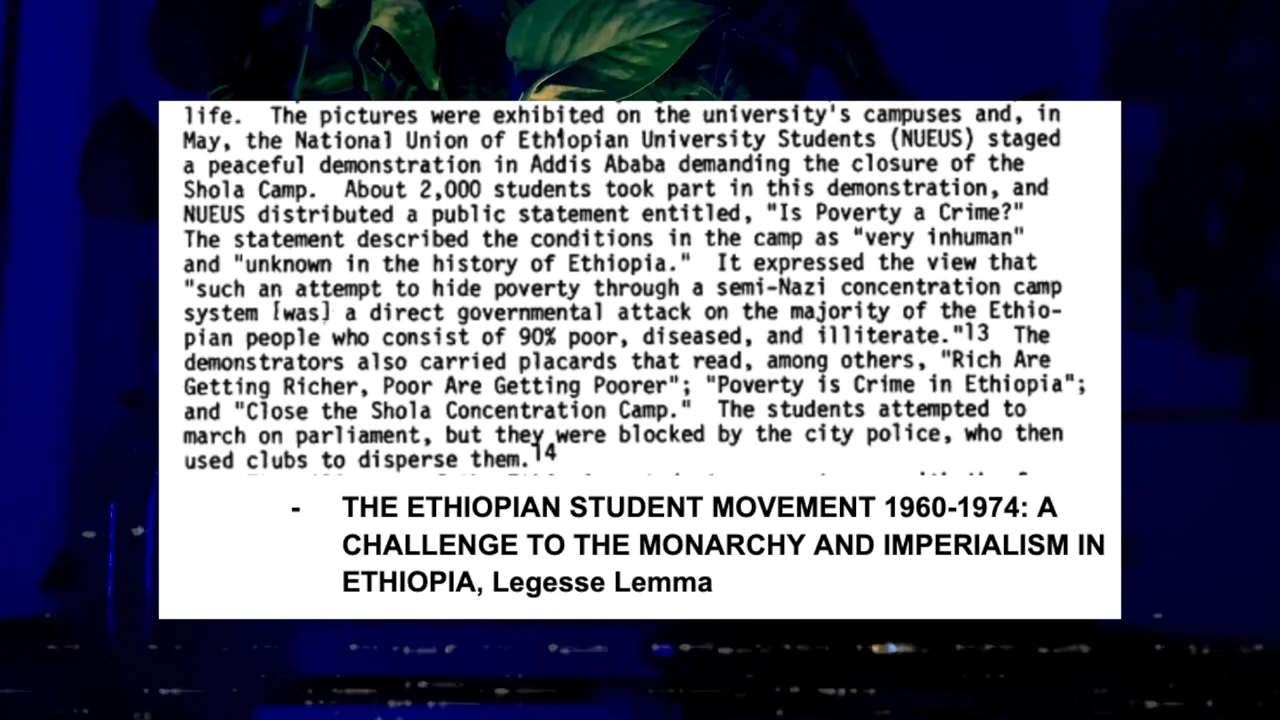 life. The pictures were exhibited on the university's campuses and, in
May, the National Union of Ethiopian University Students (NUEUS) staged
a peaceful demonstration in Addis Ababa demanding the closure of the
Shola Camp. About 2,000 students took part in this demonstration, and
NUEUS distributed a public statement entitled, "Is Poverty a Crime?"
The statement described the conditions in the camp as "very inhuman"
and "unknown in the history of Ethiopia." It expressed the view that
"such an attempt to hide poverty through a semi-Nazi concentration camp
system [was] a direct governmental attack on the majority of the Ethio-
pian people who consist of 90% poor, diseased, and illiterate."13 The
demonstrators also carried placards that read, among others, "Rich Are
Getting Richer, Poor Are Getting Poorer"; "Poverty is Crime in Ethiopia";
and "Close the Shola Concentration Camp." The students attempted to
march on parliament, but they were blocked by the city police, who then
used clubs to disperse them.14
- THE ETHIOPIAN STUDENT MOVEMENT 1960-1974: A
CHALLENGE TO THE MONARCHY AND IMPERIALISM IN
ETHIOPIA, Legesse Lemma